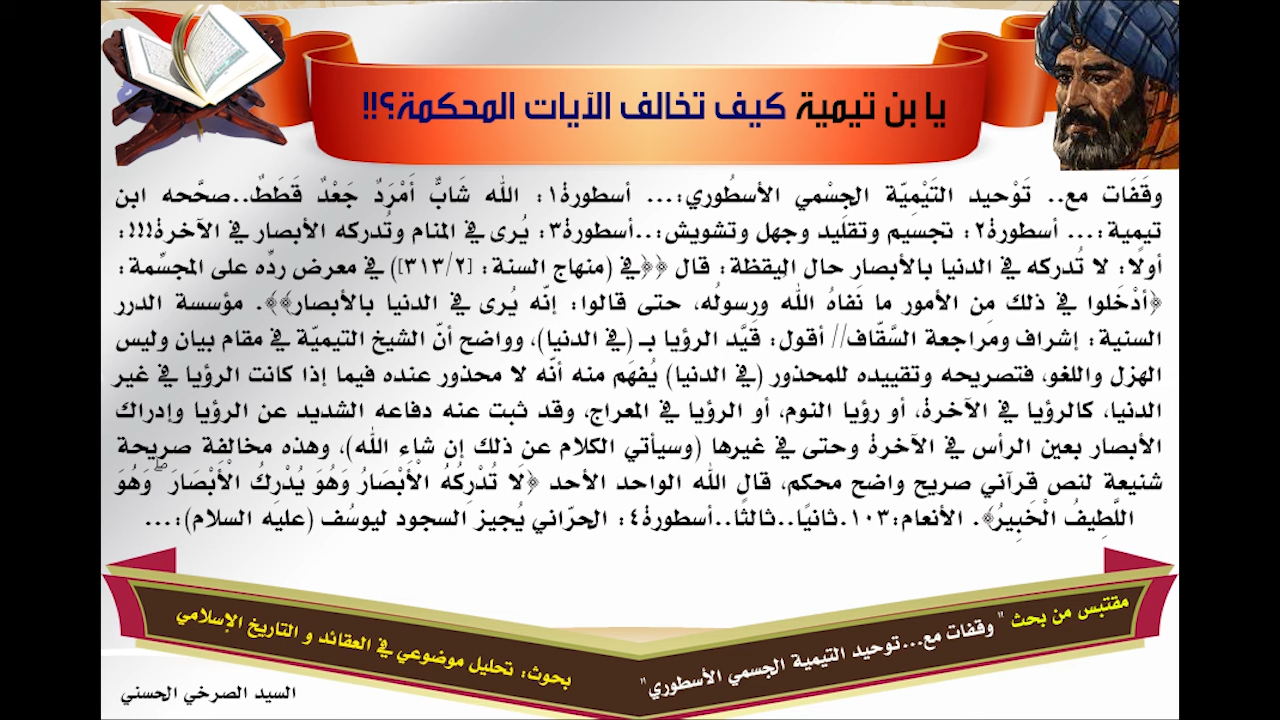 يا بن تيمية كيف تخالف الآيات المحكمة؟!!
وقَفَات مع.. تَوْحيد التَيْمِيّة الجِسْمي الأسطُوري:... أسطورة١: الله شَابٌّ أَمْرَدٌ جَعْدٌ قَطَطٌ..صحَّحه ابن
تيمية:... أسطورة٢: تجسيم وتقليد وجهل وتشويش:..أسطورة٣: يُرى في المنام وتُدركه الأبصار في الآخرة!!!:
أولًا: لا تُدركه في الدنيا بالأبصار حال اليقظة: قال ﴿﴿في (منهاج السنة: [٣١٣/٢]) في معرض ردِّه على المجسِّمة:
﴿أدْخَلوا في ذلك مِن الأمور ما نَفاهُ الله ورسولُه، حتى قالوا: إنّه يُرى في الدنيا بالأبصار﴾﴾. مؤسسة الدرر
السنية: إشراف ومَراجعة السَّقّاف// أقول: قَيَّد الرؤيا بـ (في الدنيا)، وواضح أنّ الشيخ التيميّة في مقام بيان وليس
الهزل واللغو، فتصريحه وتقييده للمحذور (في الدنيا) يُفهَم منه أنّه لا محذور عنده فيما إذا كانت الرؤيا في غير
الدنيا، كالرؤيا في الآخرة، أو رؤيا النوم، أو الرؤيا في المعراج، وقد ثبت عنه دفاعه الشديد عن الرؤيا وإدراك
الأبصار بعين الرأس في الآخرة وحتى في غيرها (وسيأتي الكلام عن ذلك إن شاء الله)، وهذه مخالفة صريحة
شنيعة لنص قرآني صريح واضح محكم، قال الله الواحد الأحد ﴿لَا تُدْرِكُهُ الْأَبْصَارُ وَهُوَ يُدْرِكُ الْأَبْصَارَ ۖ وَهُوَ
اللَّطِيفُ الْخَبِيرُ﴾. الأنعام:١٠٣.ثانيًا..ثالثًا..أسطورة٤: الحرّاني يُجيز السجود ليوسُف (عليه السلام):...
مقتبس من بحث " وقفات مع...توحيد التيمية الجسمي الأسطوري"
بحوث: تحليل موضوعي في العقائد و التاريخ الإسلامي
السيد الصرخي الحسني